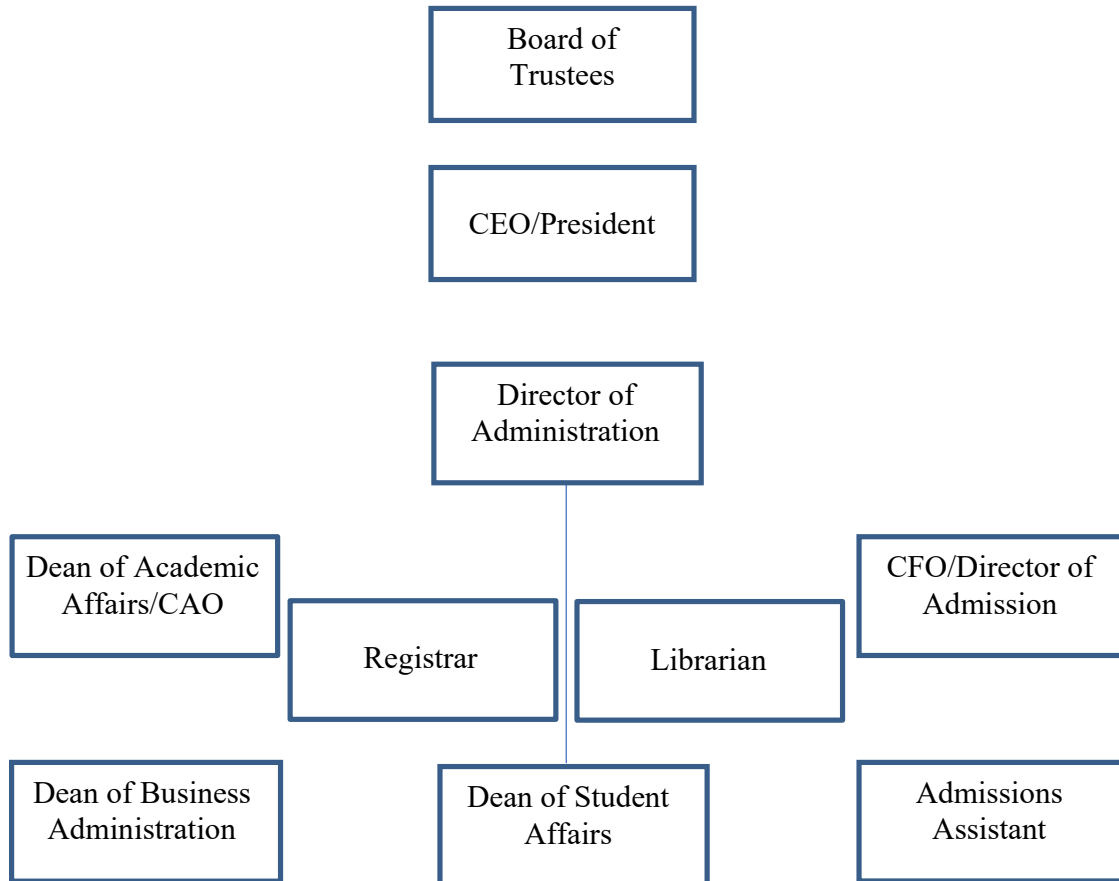 Board of
Trustees
CEO/President
Director of
Administration
Dean of Academic
Affairs/CAO
CFO/Director of
Admission
Registrar
Librarian
Dean of Business
Administration
Dean of Student
Affairs
Admissions
Assistant